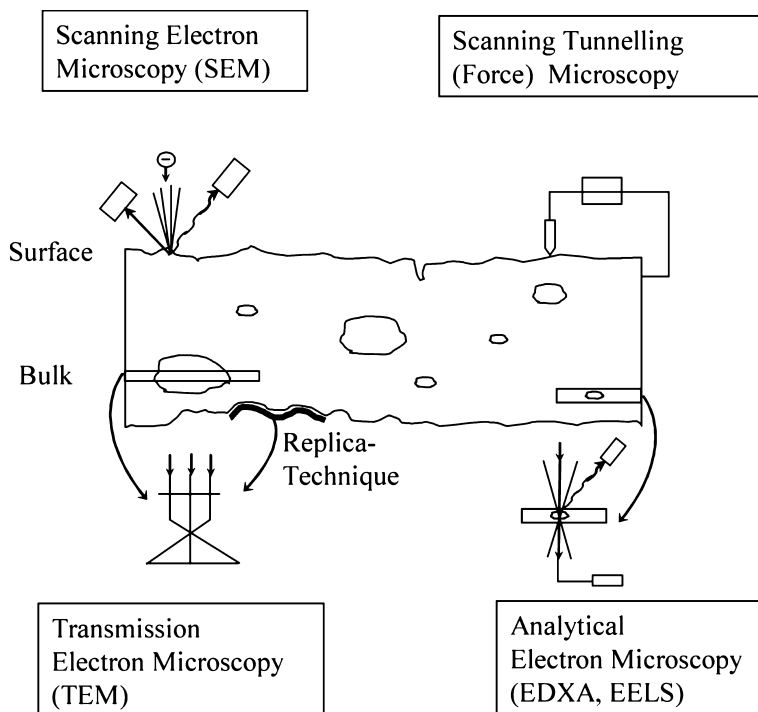 Scanning Electron
Microscopy (SEM)
Scanning Tunnelling
(Force) Microscopy
Surface
Bulk
Replica-
Technique
Transmission
Electron Microscopy
(TEM)
Analytical
Electron Microscopy
(EDXA, EELS)